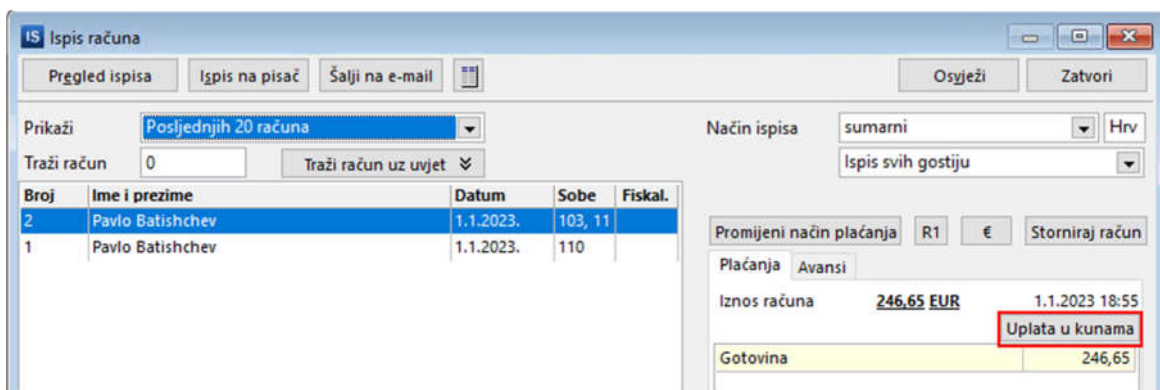 IS Ispis računa
Pregled ispisa Ispis na pisač Šalji na e-mail Osvježi Zatvori
Prikaži Posljednjih 20 računa Način ispisa sumarni Hrv
Traži račun 0 Traži račun uz uvjet Ispis svih gostiju
Broj Ime i prezime Datum Sobe Fiskal.
2 Pavlo Batishchev 1.1.2023. 103, 11
1 Pavlo Batishchev 1.1.2023. 110
Promijeni način plaćanja R1 € Storniraj račun
Plaćanja Avansi
Iznos računa 246,65 EUR 1.1.2023 18:55
Uplata u kunama
Gotovina 246,65